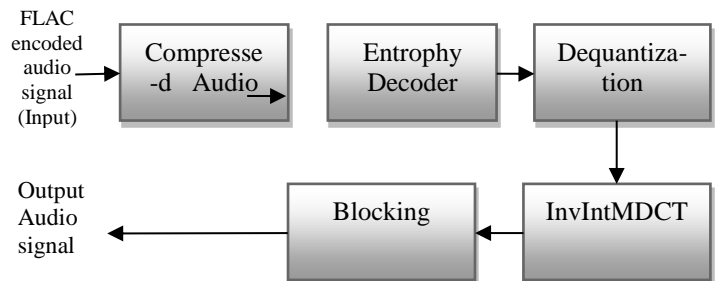 FLAC
encoded
audio
signal
(Input)
Compresse
-d Audio
Entrophy
Decoder
Dequantiza-
tion
InvIntMDCT
Blocking
Output
Audio
signal